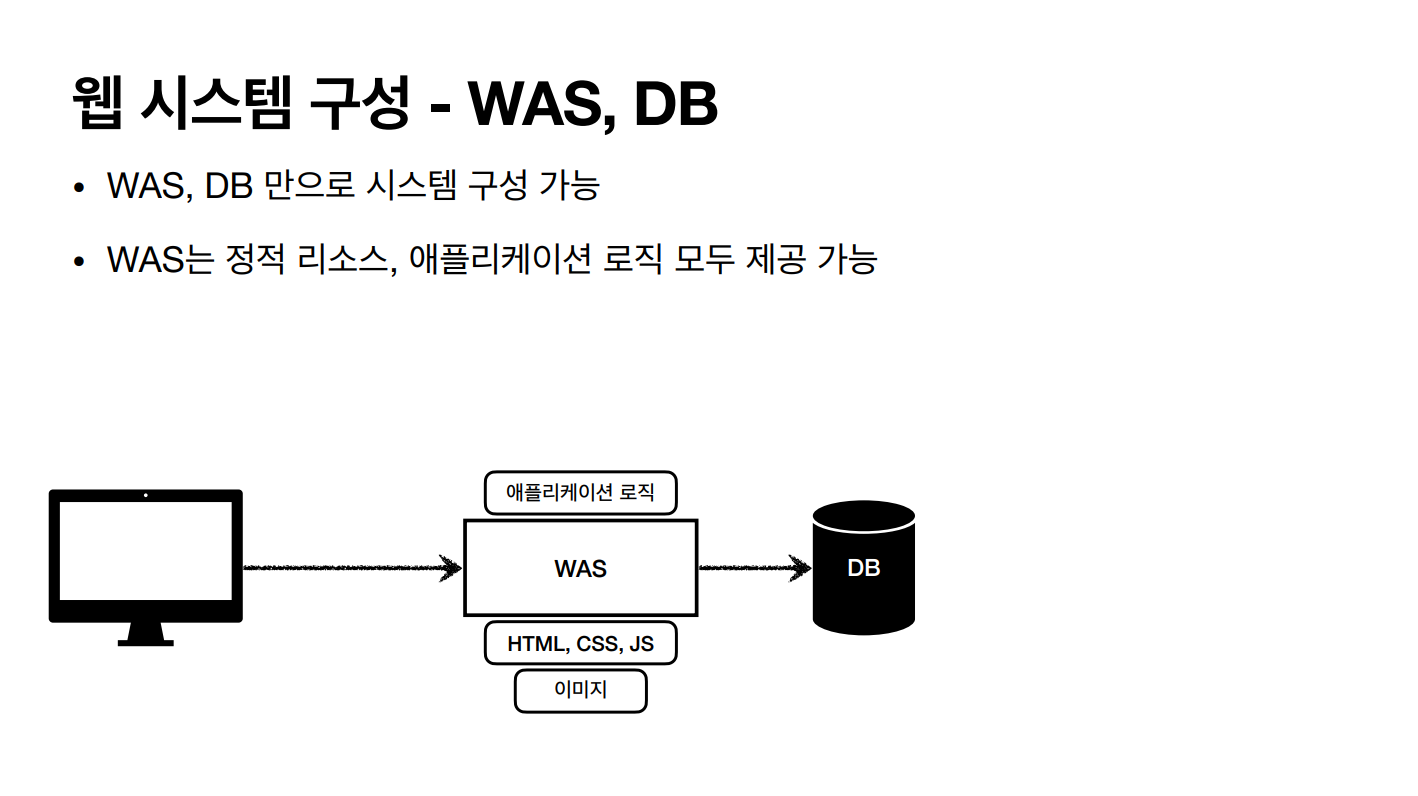 웹 시스템 구성 - WAS, DB
• WAS, DB 만으로 시스템 구성 가능
• WAS는 정적 리소스, 애플리케이션 로직 모두 제공 가능
애플리케이션 로직
WAS
DB
HTML, CSS, JS
이미지